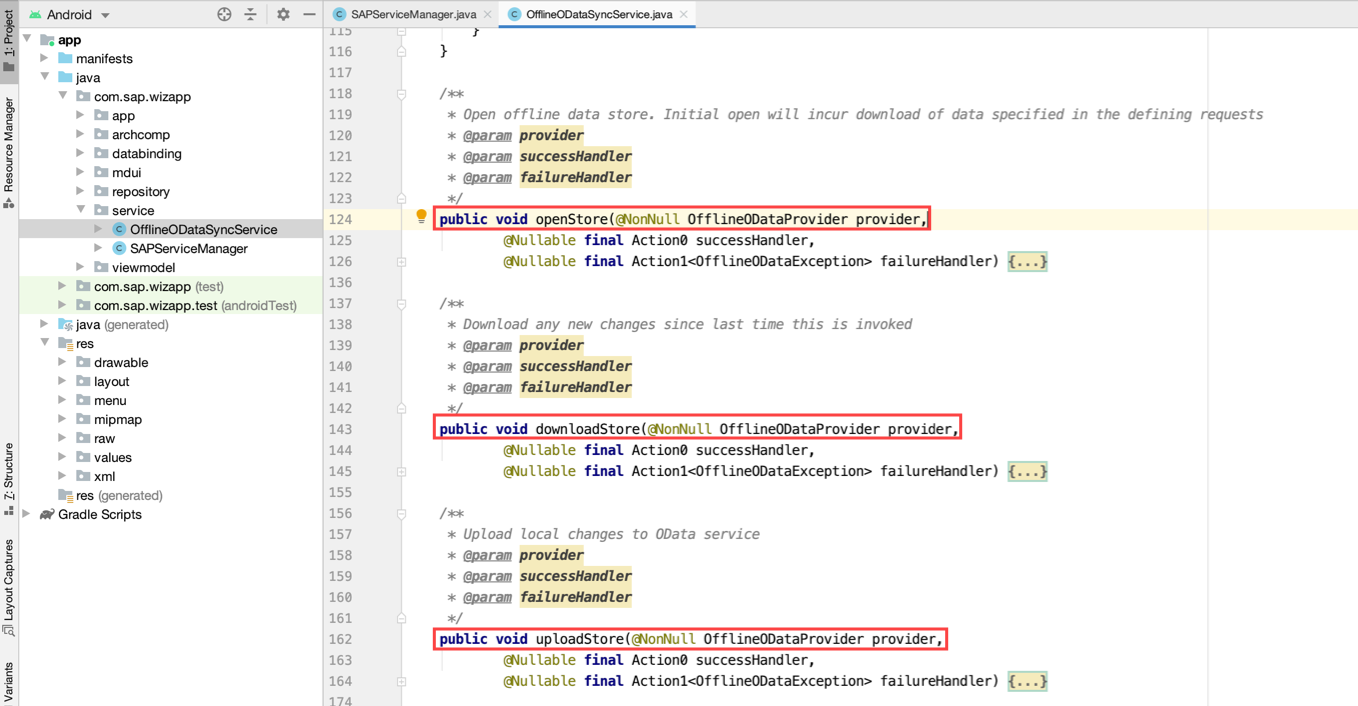 Android
SAPServiceManager.java
OfflineODataSyncService.java
1: Project
Resource Manager
7: Structure
Layout Captures
Variants
app
manifests
java
com.sap.wizapp
app
archcomp
databinding
mdui
repository
service
OfflineODataSyncService
SAPServiceManager
viewmodel
com.sap.wizapp (test)
com.sap.wizapp.test (androidTest)
java (generated)
res
drawable
layout
menu
mipmap
raw
values
xml
res (generated)
Gradle Scripts
115 }
116 }
117
118 /**
119 * Open offline data store. Initial open will incur download of data specified in the defining requests
120 * @param provider
121 * @param successHandler
122 * @param failureHandler
123 */
124 public void openStore(@NonNull OfflineODataProvider provider,
125 @Nullable final Action0 successHandler,
126 @Nullable final Action1<OfflineODataException> failureHandler) {...}
136
137 /**
138 * Download any new changes since last time this is invoked
139 * @param provider
140 * @param successHandler
141 * @param failureHandler
142 */
143 public void downloadStore(@NonNull OfflineODataProvider provider,
144 @Nullable final Action0 successHandler,
145 @Nullable final Action1<OfflineODataException> failureHandler) {...}
155
156 /**
157 * Upload local changes to OData service
158 * @param provider
159 * @param successHandler
160 * @param failureHandler
161 */
162 public void uploadStore(@NonNull OfflineODataProvider provider,
163 @Nullable final Action0 successHandler,
164 @Nullable final Action1<OfflineODataException> failureHandler) {...}
174